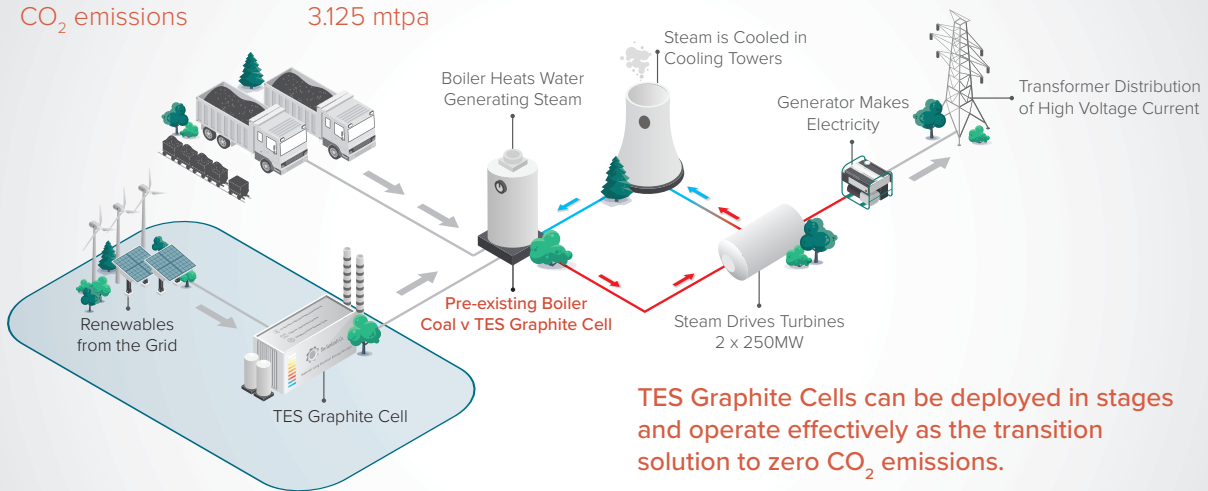 CO₂ emissions 3.125 mtpa
Steam is Cooled in
Cooling Towers
Boiler Heats Water
Generating Steam
Generator Makes
Electricity
Transformer Distribution
of High Voltage Current
Pre-existing Boiler
Coal v TES Graphite Cell
Steam Drives Turbines
2 x 250MW
Renewables
from the Grid
TES Graphite Cell
TES Graphite Cells can be deployed in stages
and operate effectively as the transition
solution to zero CO₂ emissions.